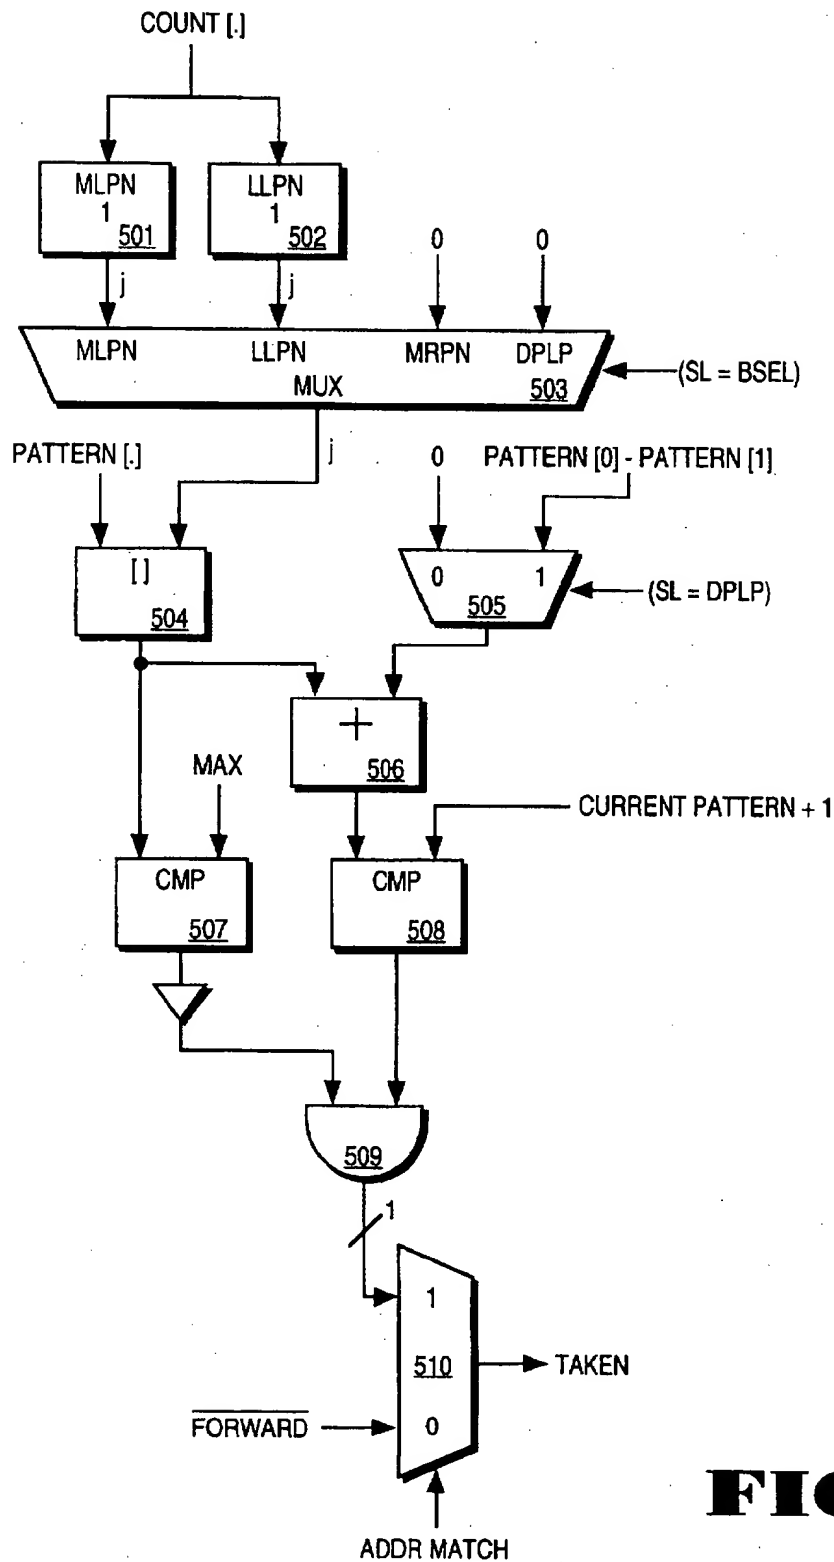 COUNT [.]
MLPN
1
501
LLPN
1
502
0
0
j
j
MLPN
LLPN
MRPN
DPLP
MUX
503
(SL = BSEL)
j
PATTERN [.]
0
PATTERN [0] - PATTERN [1]
[ ]
504
0
1
505
(SL = DPLP)
+
506
MAX
CURRENT PATTERN + 1
CMP
507
CMP
508
509
1
1
510
TAKEN
FORWARD
0
ADDR MATCH